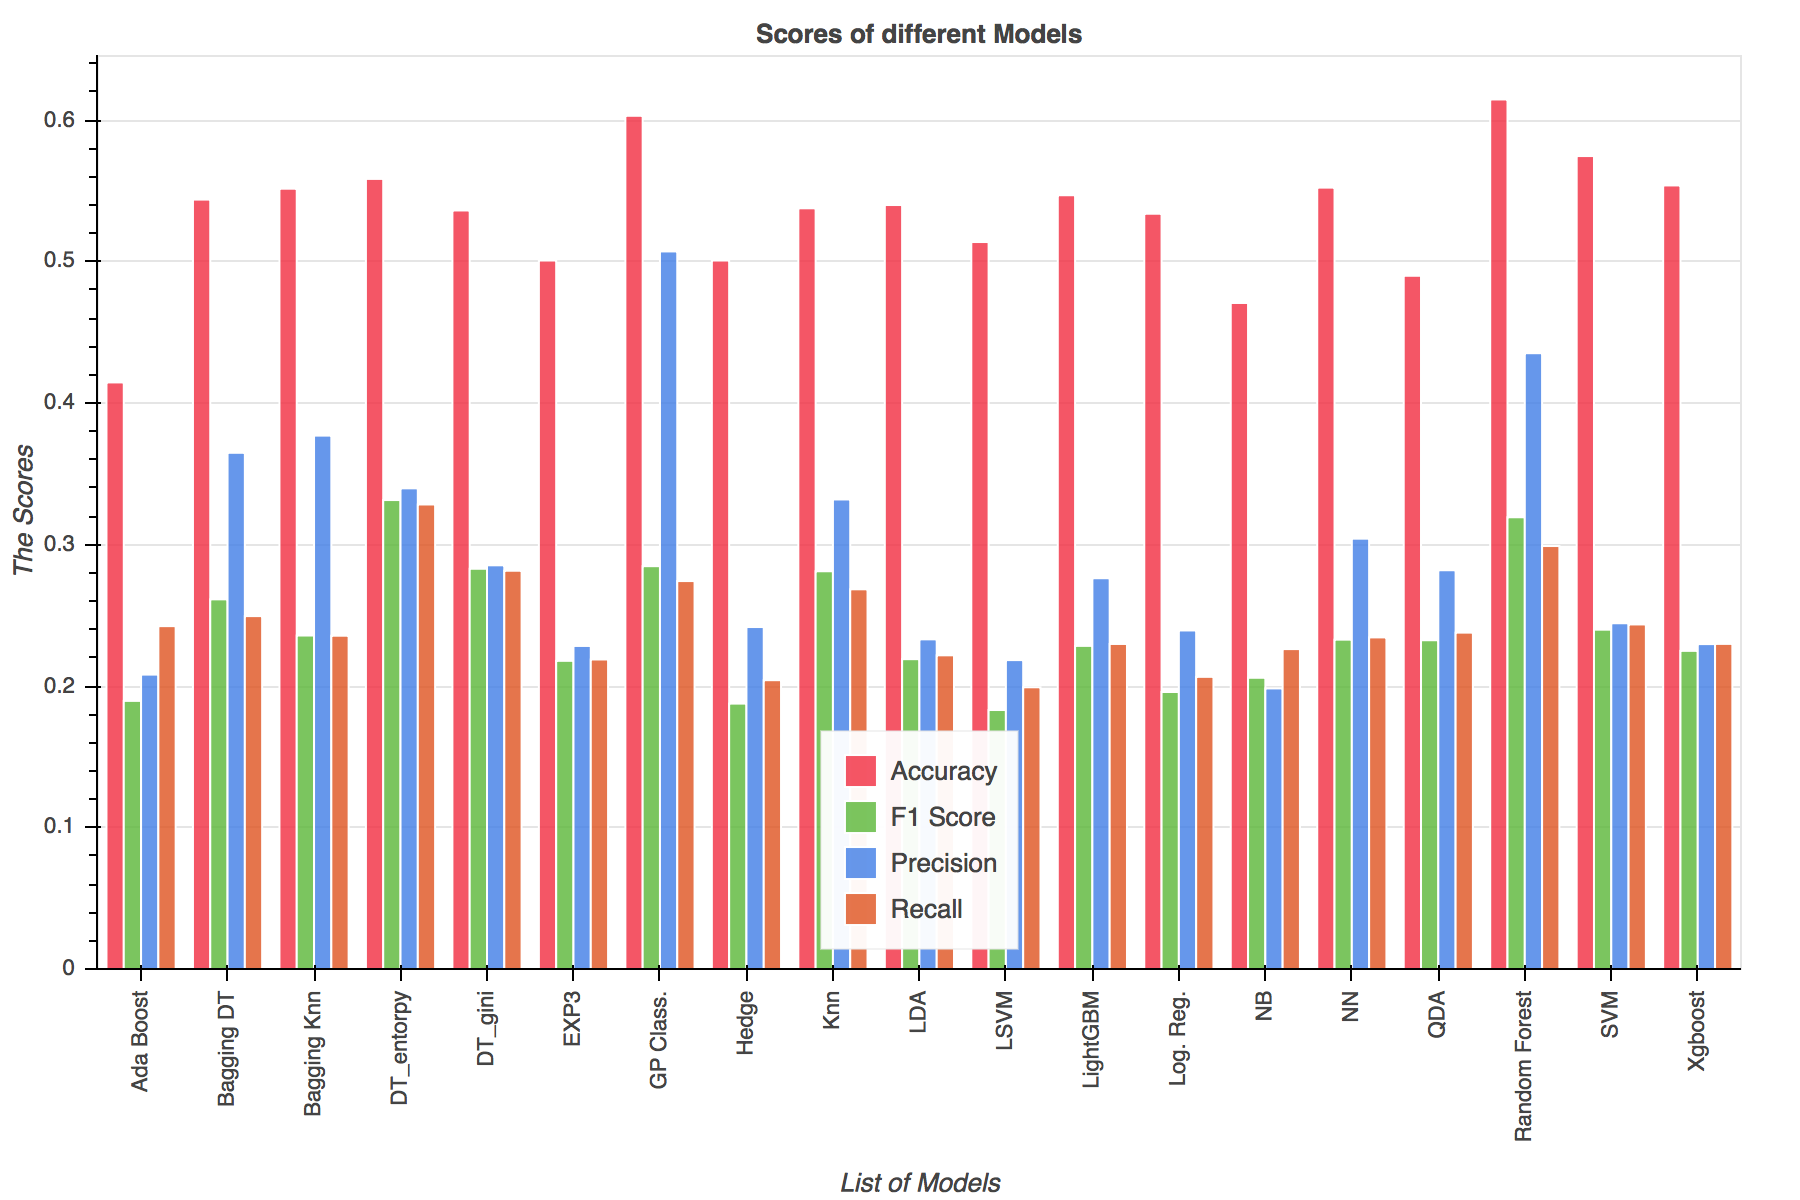 Scores of different Models
The Scores
0.6
0.5
0.4
0.3
0.2
0.1
0
Accuracy
F1 Score
Precision
Recall
Ada Boost
Bagging DT
Bagging Knn
DT_entorpy
DT_gini
EXP3
GP Class.
Hedge
Knn
LDA
LSVM
LightGBM
Log. Reg.
NB
NN
QDA
Random Forest
SVM
Xgboost
List of Models